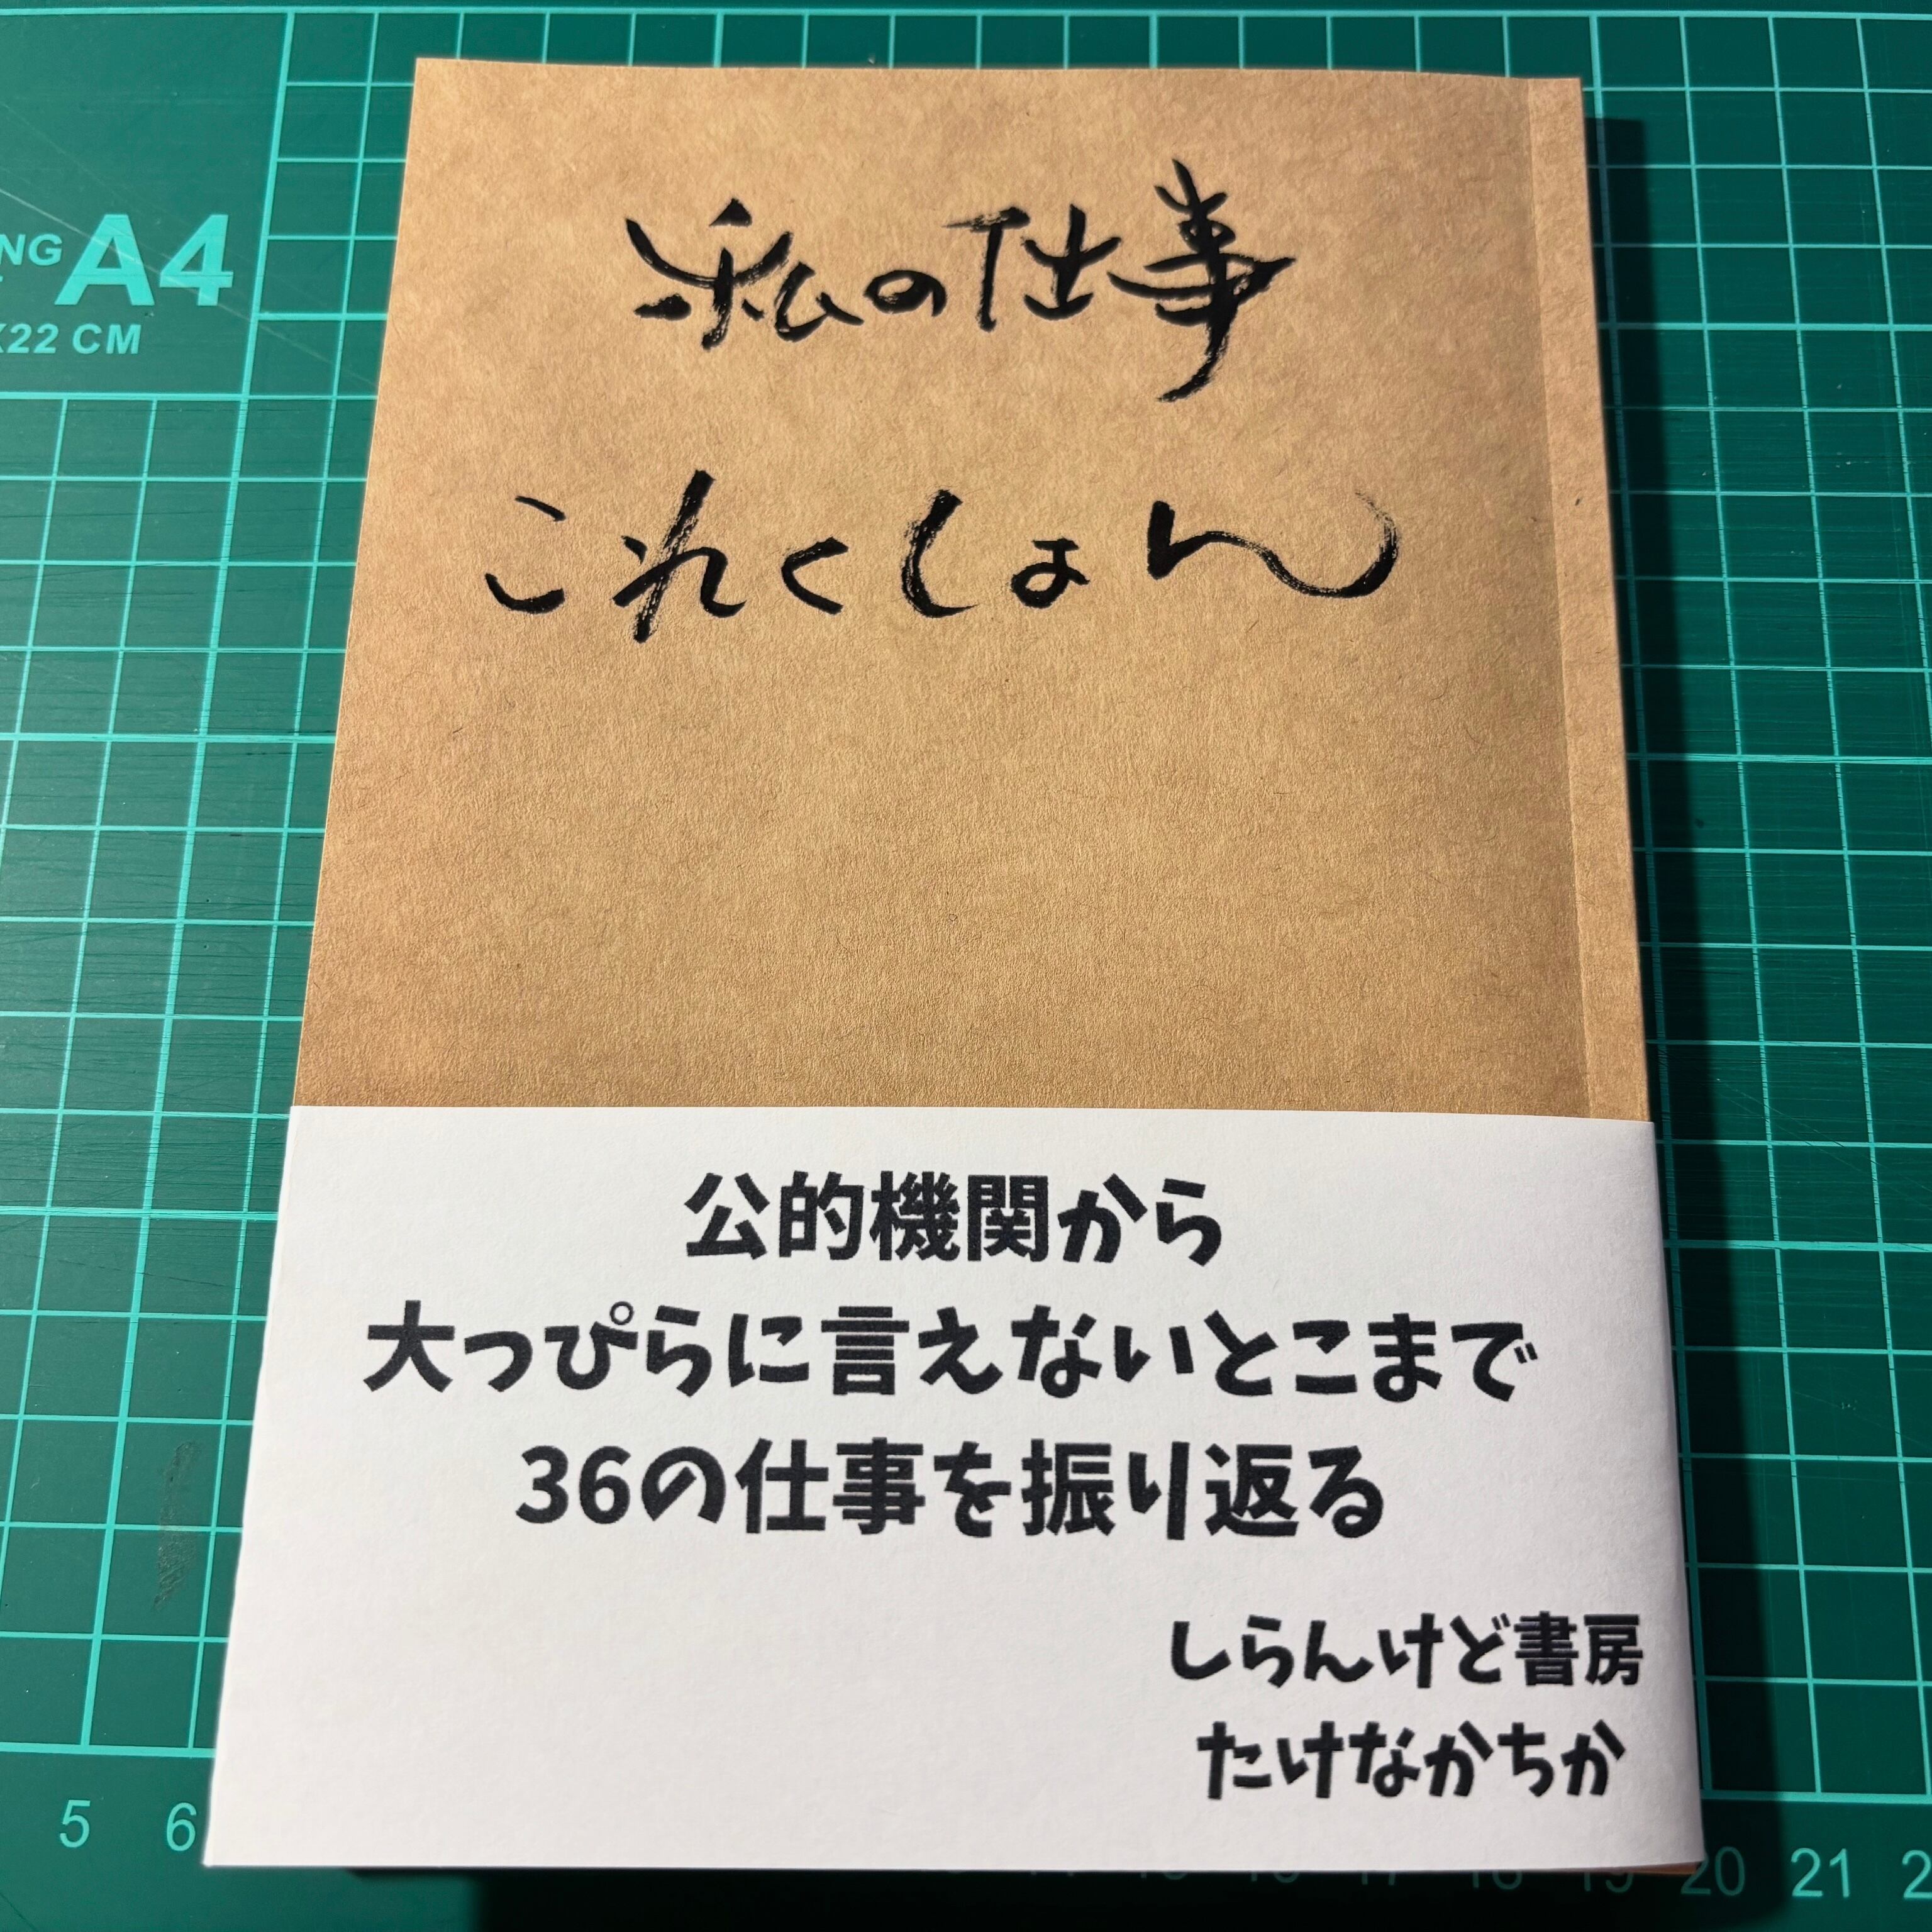 NG A4
X22 CM
私の仕事
これくしょん
公的機関から
大っぴらに言えないとこまで
36の仕事を振り返る
しらんけど書房
たけなかちか
5 6 17 18 19 20 21